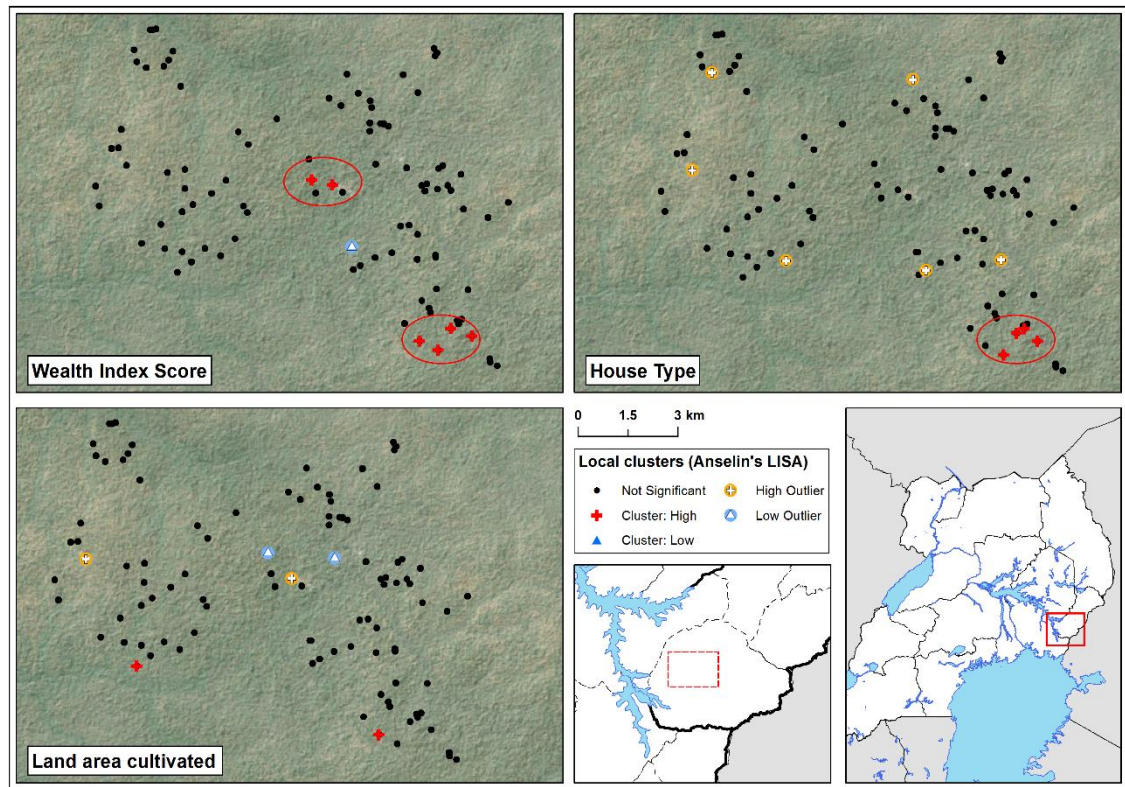 Wealth Index Score
House Type
Land area cultivated
0 1.5 3 km
Local clusters (Anselin's LISA)
Not Significant
High Outlier
Cluster: High
Low Outlier
Cluster: Low